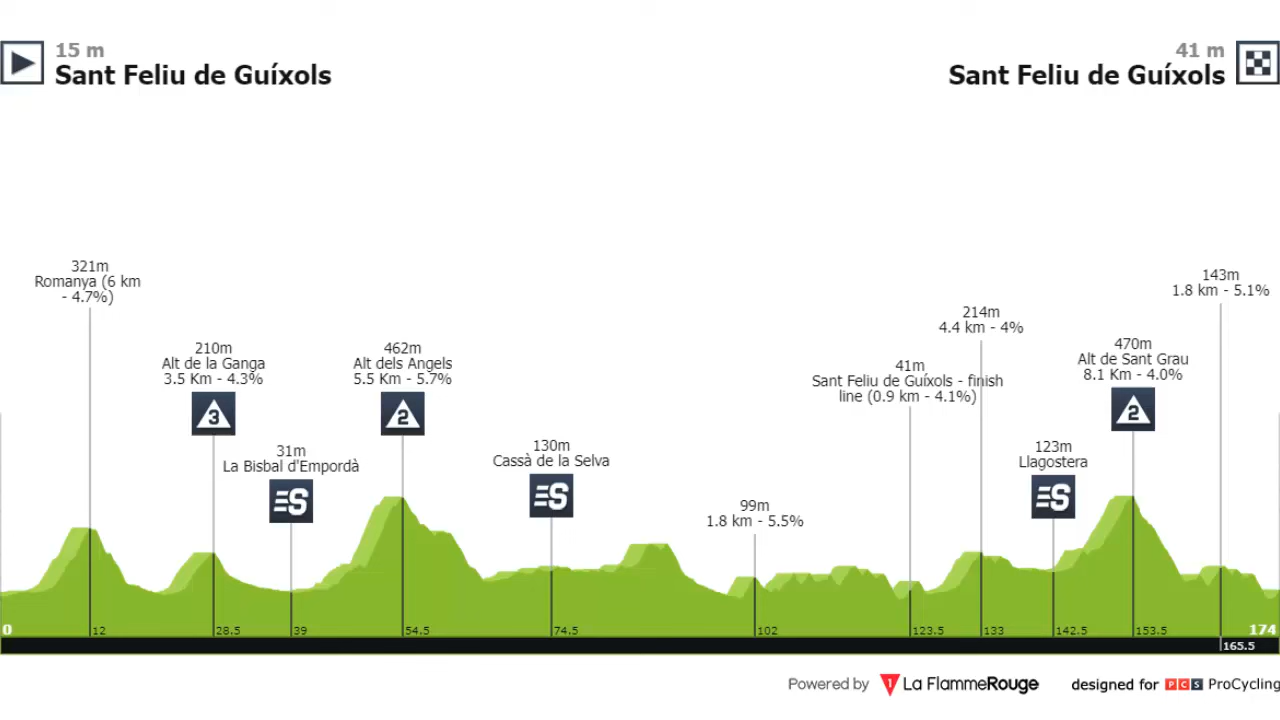 15 m
Sant Feliu de Guíxols
41 m
Sant Feliu de Guíxols
321m
Romanya (6 km
- 4.7%)
210m
Alt de la Ganga
3.5 Km - 4.3%
3
31m
La Bisbal d'Empordà
S
462m
Alt dels Angels
5.5 Km - 5.7%
2
130m
Cassà de la Selva
S
99m
1.8 km - 5.5%
41m
Sant Feliu de Guíxols - finish
line (0.9 km - 4.1%)
214m
4.4 km - 4%
123m
Llagostera
S
470m
Alt de Sant Grau
8.1 Km - 4.0%
2
143m
1.8 km - 5.1%
0
12
28.5
39
54.5
74.5
102
123.5
133
142.5
153.5
174
165.5
Powered by 1 La FlammeRouge designed for PCS ProCycling